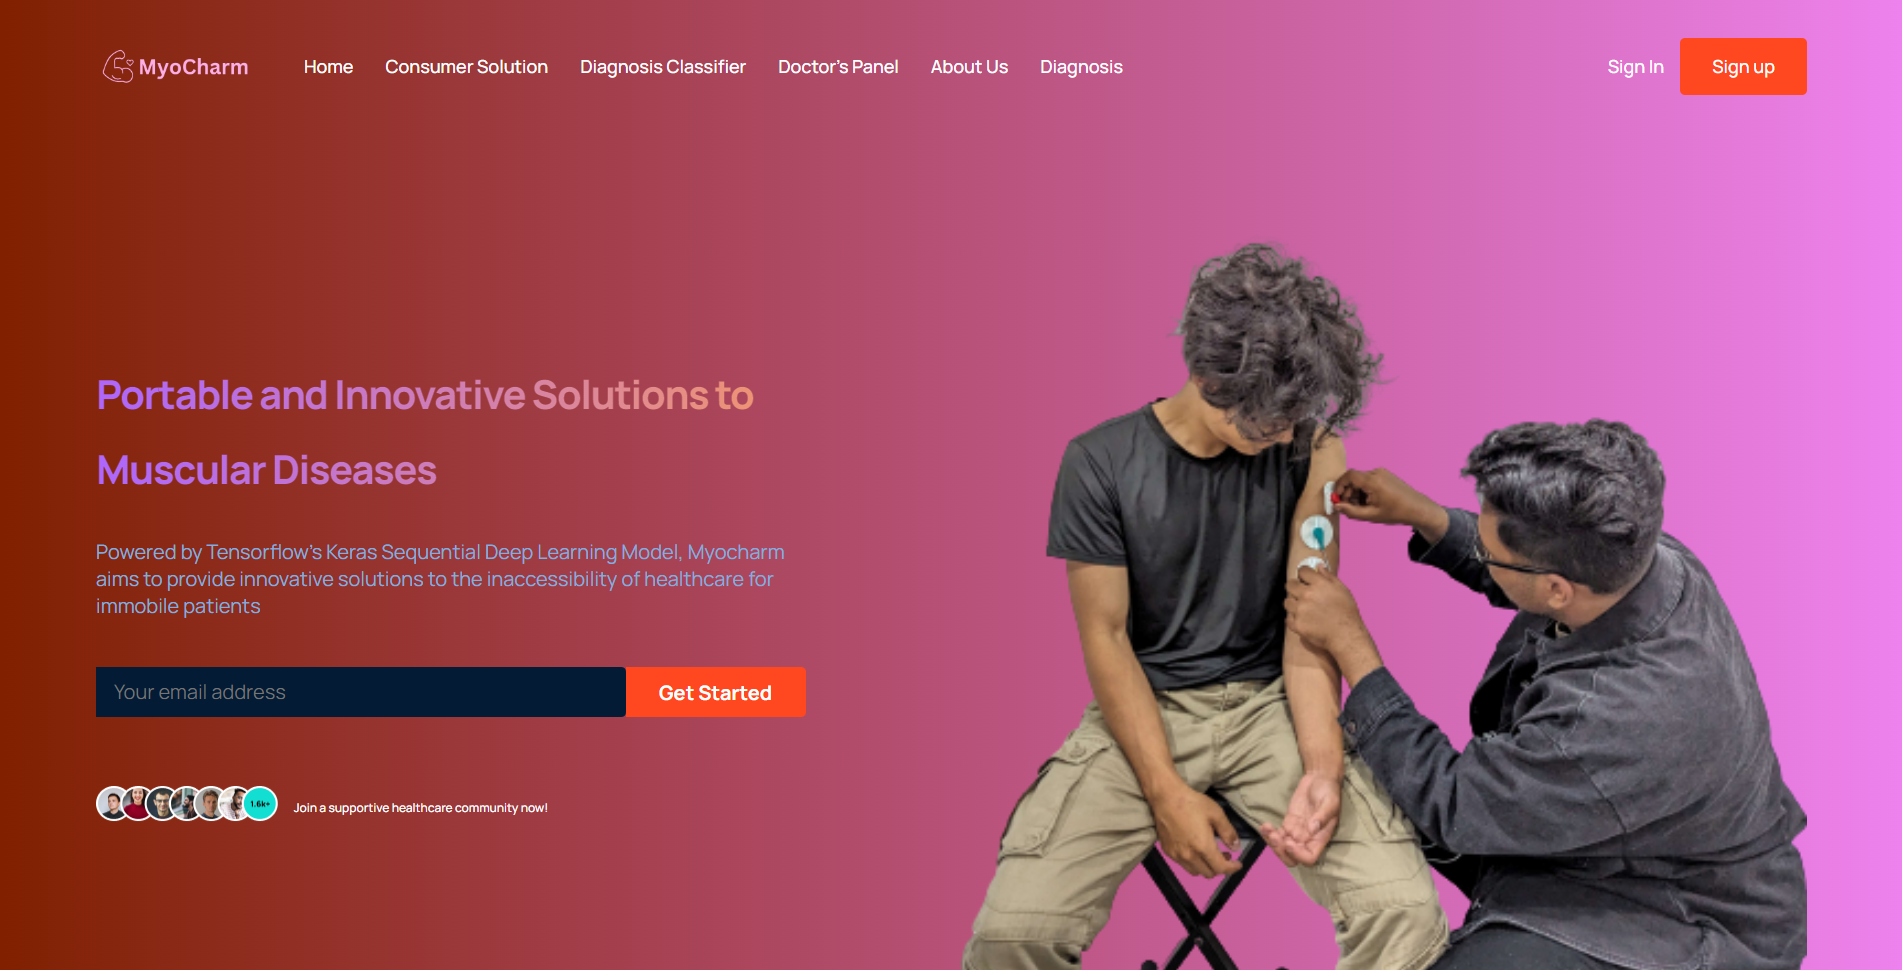 MyoCharm
Home
Consumer Solution
Diagnosis Classifier
Doctor's Panel
About Us
Diagnosis
Sign In
Sign up
Portable and Innovative Solutions to
Muscular Diseases
Powered by Tensorflow's Keras Sequential Deep Learning Model, Myocharm
aims to provide innovative solutions to the inaccessibility of healthcare for
immobile patients
Your email address
Get Started
1.6k+
Join a supportive healthcare community now!